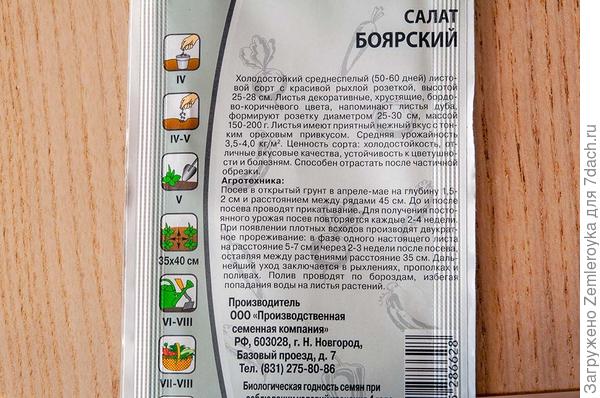 САЛАТ
БОЯРСКИЙ
Холодостойкий среднеспелый (50-60 дней) листо-
вой сорт с красивой рыхлой розеткой, высотой
25-28 см. Листья декоративные, хрустящие, бордо-
во-коричневого цвета, напоминают листья дуба,
формируют розетку диаметром 25-30 см, массой
150-200 г. Листья имеют приятный нежный вкус с тон-
ким ореховым привкусом. Средняя урожайность
3,5-4,0 кг/м². Ценность сорта: холодостойкость, от-
личные вкусовые качества, устойчивость к цветушно-
сти и болезням. Способен отрастать после частичной
обрезки.
Агротехника:
Посев в открытый грунт в апреле-мае на глубину 1,5-
2 см и расстоянием между рядами 45 см. До и после
посева проводят прикатывание. Для получения посто-
янного урожая посев повторяется каждые 2-4 недели.
При появлении плотных всходов производят двукрат-
ное прореживание: в фазе одного настоящего листа
на расстояние 5-7 см и через 2-3 недели после посева,
оставляя между растениями расстояние 35 см. Даль-
нейший уход заключается в рыхлениях, прополках и
поливах. Полив проводят по бороздам, избегая
попадания воды на листья растений.
Производитель
ООО «Производственная
семенная компания»
РФ, 603028, г. Н. Новгород,
Базовый проезд, д. 7
Тел. (831) 275-80-86
Биологическая годность семян при
IV
IV-V
V
35x40 см
VI-VIII
VII-VIII
286628
Загружено Zemleroyka для 7dach.ru